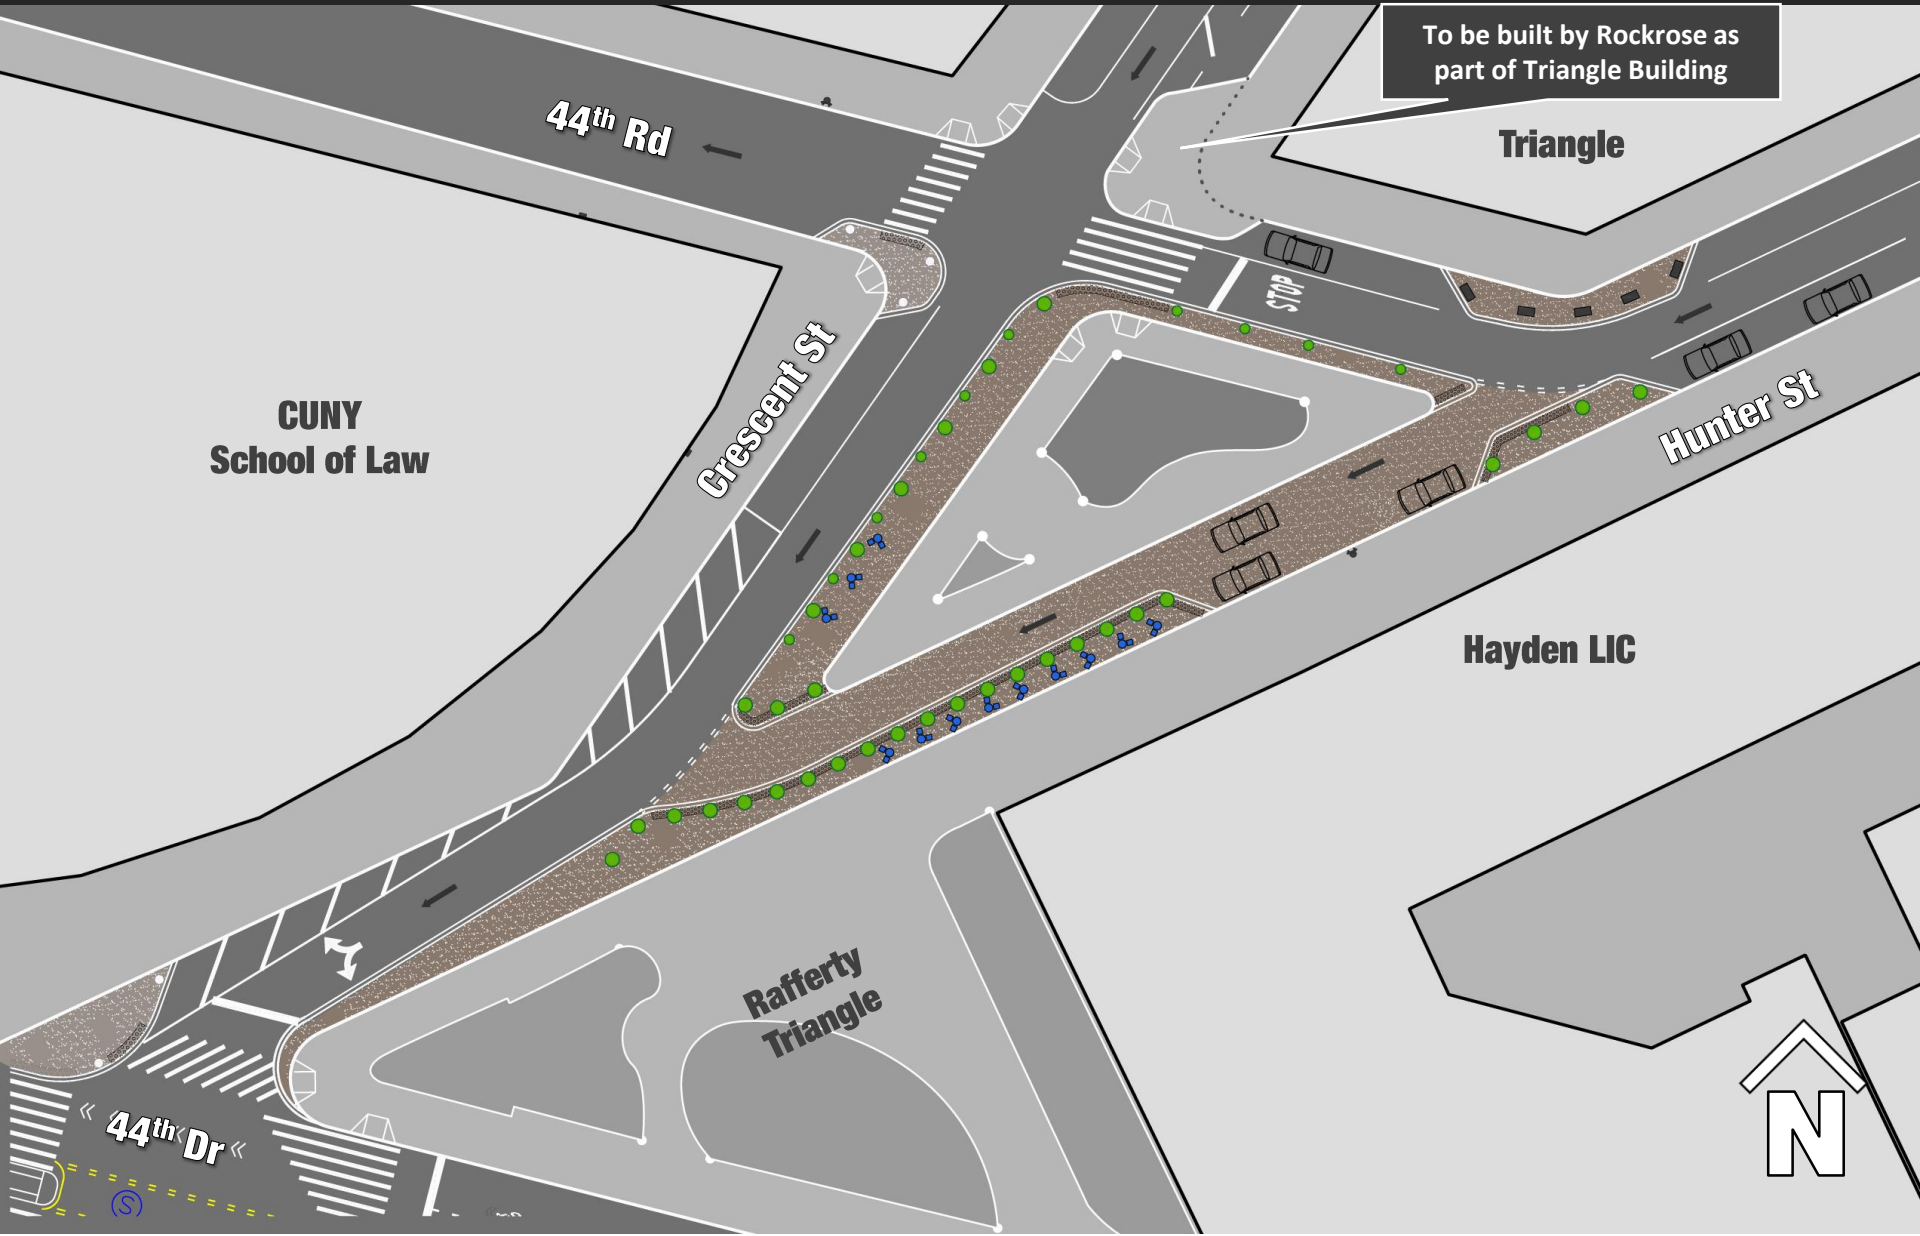 To be built by Rockrose as
part of Triangle Building
44th Rd
Triangle
STOP
Crescent St
CUNY
School of Law
Hunter St
Hayden LIC
Rafferty
Triangle
44th Dr
S
N